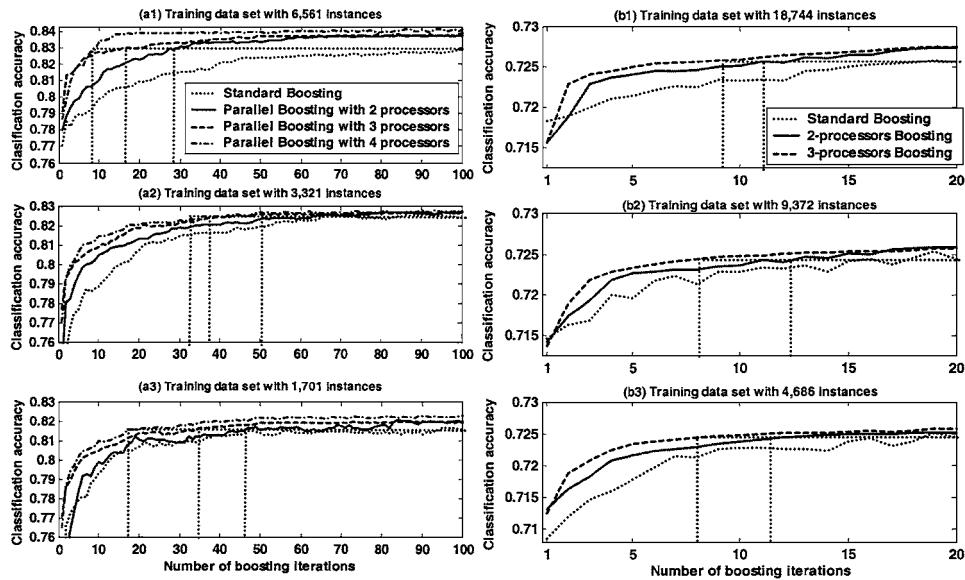 (a1) Training data set with 6,561 instances
Classification accuracy
0.84
0.83
0.82
0.81
0.8
0.79
0.78
0.77
0.76
0 10 20 30 40 50 60 70 80 90 100
Standard Boosting
Parallel Boosting with 2 processors
Parallel Boosting with 3 processors
Parallel Boosting with 4 processors
(b1) Training data set with 18,744 instances
Classification accuracy
0.73
0.725
0.72
0.715
1 5 10 15 20
Standard Boosting
2-processors Boosting
3-processors Boosting
(a2) Training data set with 3,321 instances
Classification accuracy
0.83
0.82
0.81
0.8
0.79
0.78
0.77
0.76
0 10 20 30 40 50 60 70 80 90 100
(b2) Training data set with 9,372 instances
Classification accuracy
0.73
0.725
0.72
0.715
1 5 10 15 20
(a3) Training data set with 1,701 instances
Classification accuracy
0.83
0.82
0.81
0.8
0.79
0.78
0.77
0.76
0 10 20 30 40 50 60 70 80 90 100
Number of boosting iterations
(b3) Training data set with 4,686 instances
Classification accuracy
0.73
0.725
0.72
0.715
0.71
1 5 10 15 20
Number of boosting iterations